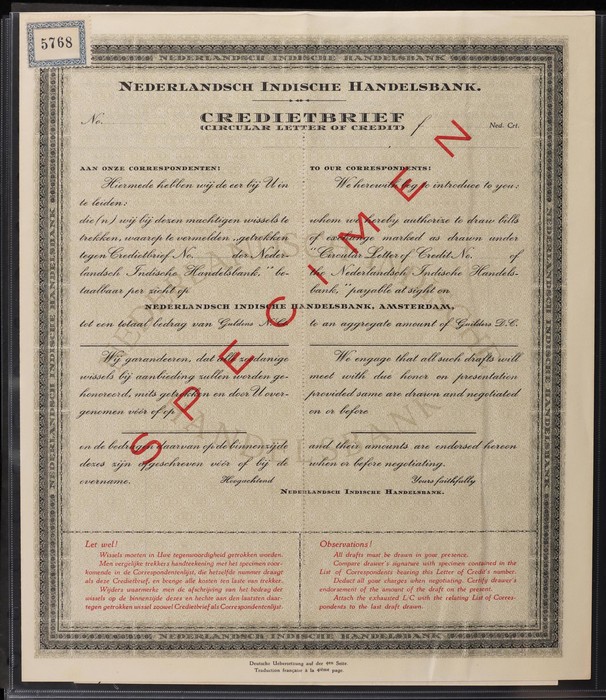 5768
NEDERLANDSCH INDISCHE HANDELSBANK
NEDERLANDSCH INDISCHE HANDELSBANK.
CREDIETBRIEF
(CIRCULAR LETTER OF CREDIT)
No.
f
Ned. Crt.
SPECIMEN
AAN ONZE CORRESPONDENTEN:
Hiermede hebben wij de eer bij U in
te leiden:
die(n) wij bij dezen machtigen wissels te
trekken, waarop te vermelden „getrokken
tegen Credietbrief No. der Neder-
landsch Indische Handelsbank," be-
taalbaar per zicht op
TO OUR CORRESPONDENTS:
We herewith beg to introduce to you:
whom we hereby authorize to draw bills
of exchange marked as drawn under
"Circular Letter of Credit No. of
the Nederlandsch Indische Handels-
bank," payable at sight on
NEDERLANDSCH INDISCHE HANDELSBANK, AMSTERDAM,
tot een totaal bedrag van Guldens N.Ct.
to an aggregate amount of Guilders D.C.
Wij garandeeren, dat alle zoodanige
wissels bij aanbieding zullen worden ge-
honoreerd, mits getrokken en door U over-
genomen vóór of op
en de bedragen daarvan op de binnenzijde
dezes zijn afgeschreven vóór of bij de
overname.
Hoogachtend
We engage that all such drafts will
meet with due honor on presentation
provided same are drawn and negotiated
on or before
and their amounts are endorsed hereon
when or before negotiating.
Yours faithfully
NEDERLANDSCH INDISCHE HANDELSBANK.
Let wel!
Wissels moeten in Uwe tegenwoordigheid getrokken worden.
Men vergelijke trekkers handteekening met het specimen voor-
komende in de Correspondentenlijst, die hetzelfde nummer draagt
als deze Credietbrief, en brenge alle kosten ten laste van trekker.
Wijders waarmerke men de afschrijving van het bedrag der
wissels op de binnenzijde dezes en hechte aan den laatsten daar-
tegen getrokken wissel zoowel Credietbrief als Correspondentenlijst.
Observations!
All drafts must be drawn in your presence.
Compare drawer's signature with specimen consumed in the
List of Correspondents bearing this Letter of Credit's number.
Deduct all your charges when negotiating. Certify drawer's
endorsement of the amount of the draft on the present.
Attach the exhausted L/C with the relating List of Corres-
pondents to the last draft drawn.
NEDERLANDSCH INDISCHE HANDELSBANK
Deutsche Uebersetzung auf der 4ten Seite.
Traduction française à la 4ième page.